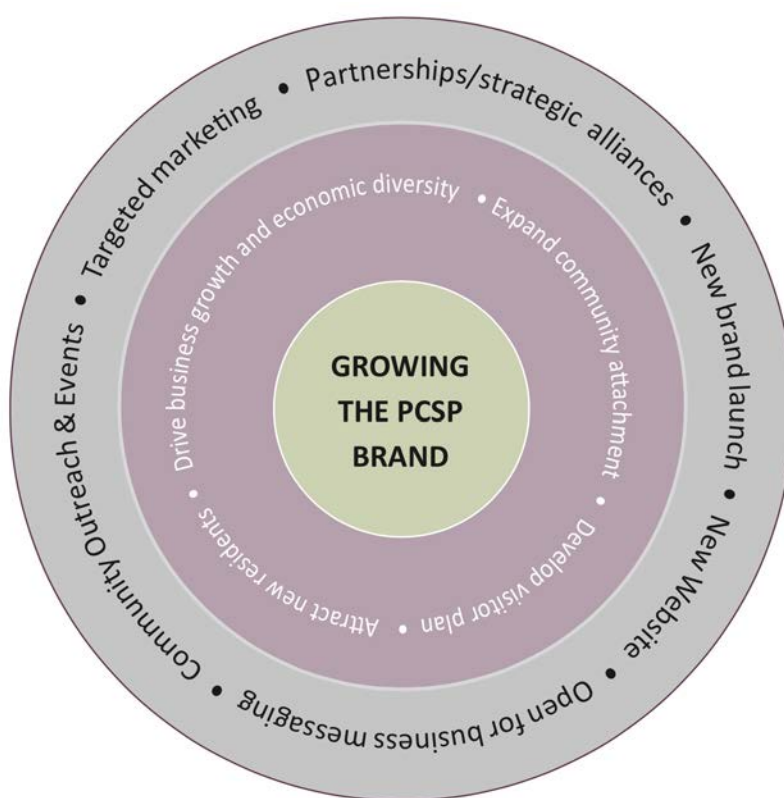 GROWING
THE PCSP
BRAND
Drive business growth and economic diversity • Expand community attachment • Develop visitor plan • Attract new residents •
Targeted marketing • Partnerships/strategic alliances • New brand launch • New Website • Open for business messaging • Community Outreach & Events •